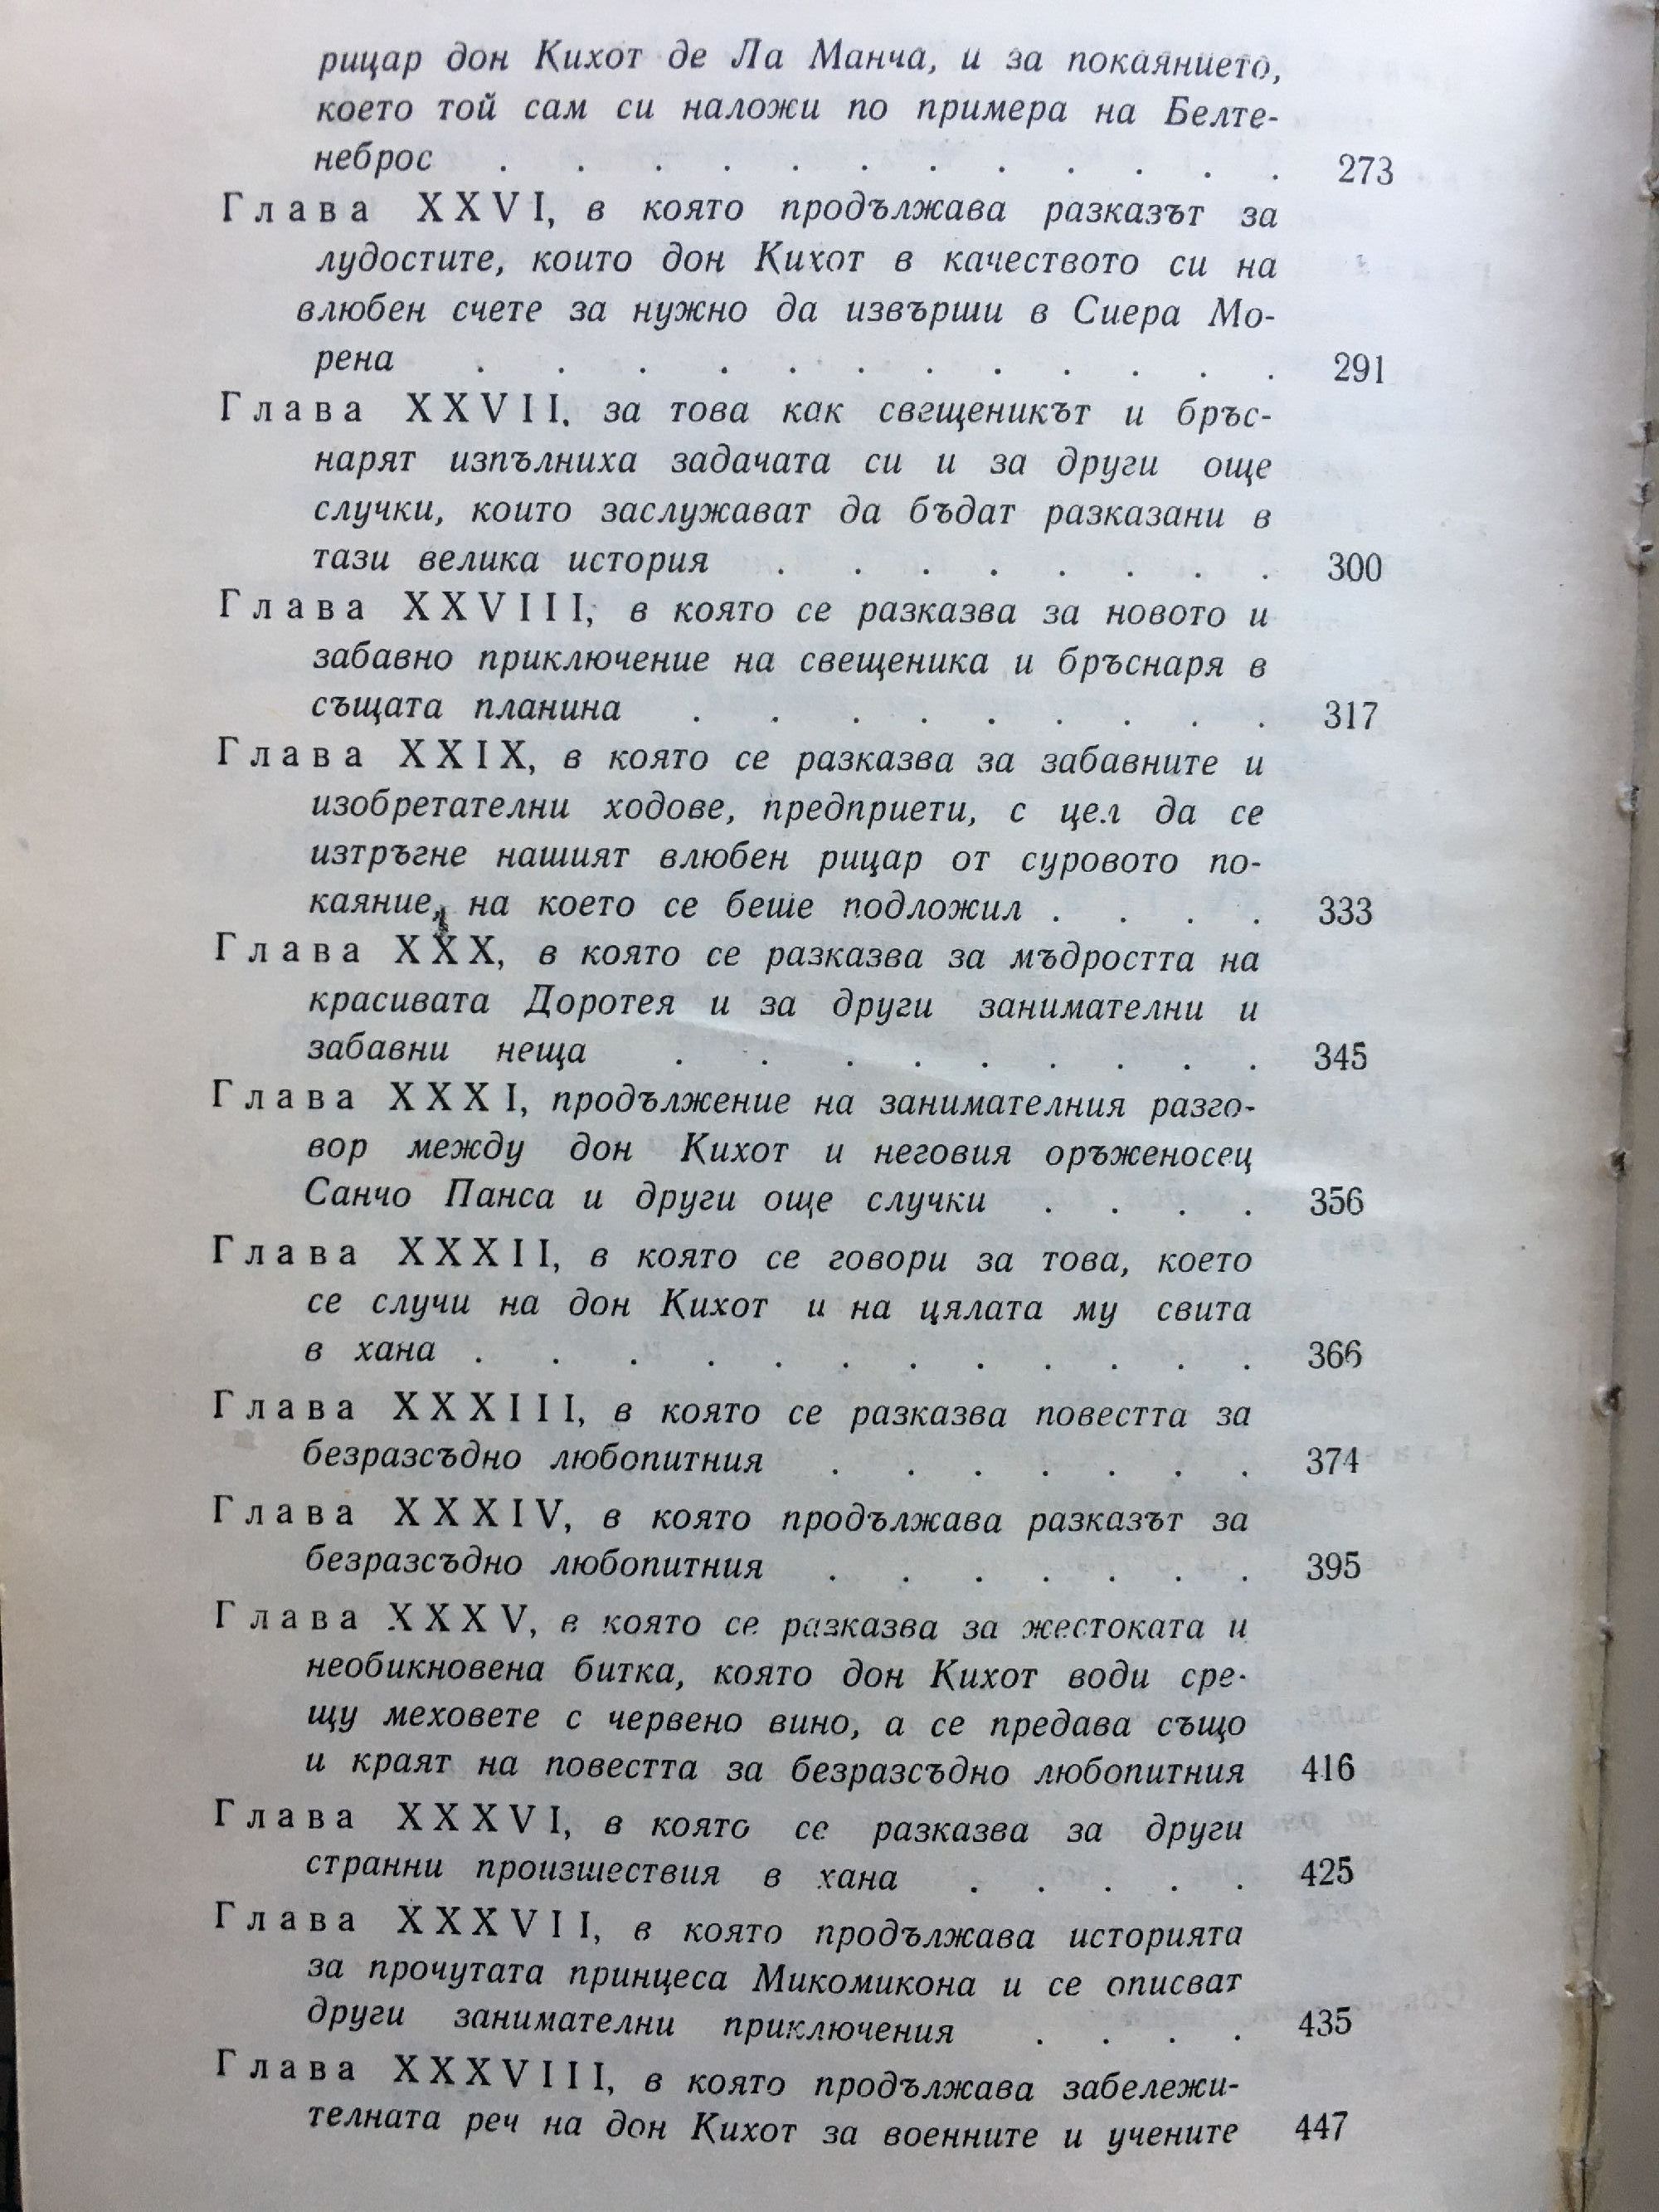 рицар дон Кихот де Ла Манча, и за покаянието,
което той сам си наложи по примера на Белте-
неброс . . . . . . . . . . . 273
Глава XXVI, в която продължава разказът за
лудостите, които дон Кихот в качеството си на
влюбен счете за нужно да извърши в Сиера Мо-
рена . . . . . . . . . . . . 291
Глава XXVII, за това как свещеникът и бръс-
нарят изпълниха задачата си и за други още
случки, които заслужават да бъдат разказани в
тази велика история . . . . . . . . 300
Глава XXVIII, в която се разказва за новото и
забавно приключение на свещеника и бръснаря в
същата планина . . . . . . . . . 317
Глава XXIX, в която се разказва за забавните и
изобретателни ходове, предприети, с цел да се
изтръгне нашият влюбен рицар от суровото по-
каяние, на което се беше подложил . . . . 333
Глава XXX, в която се разказва за мъдростта на
красивата Доротея и за други занимателни и
забавни неща . . . . . . . . . 345
Глава XXXI, продължение на занимателния разго-
вор между дон Кихот и неговия оръженосец
Санчо Панса и други още случки . . . . 356
Глава XXXII, в която се говори за това, което
се случи на дон Кихот и на цялата му свита
в хана . . . . . . . . . . . . 366
Глава XXXIII, в която се разказва повестта за
безразсъдно любопитния . . . . . . . 374
Глава XXXIV, в която продължава разказът за
безразсъдно любопитния . . . . . . . 395
Глава XXXV, в която се разказва за жестоката и
необикновена битка, която дон Кихот води сре-
щу меховете с червено вино, а се предава също
и краят на повестта за безразсъдно любопитния 416
Глава XXXVI, в която се разказва за други
странни произшествия в хана . . . . . 425
Глава XXXVII, в която продължава историята
за прочутата принцеса Микомикона и се описват
други занимателни приключения . . . . 435
Глава XXXVIII, в която продължава забележи-
телната реч на дон Кихот за военните и учените 447